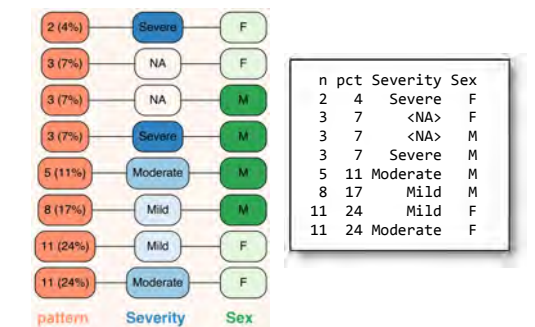 2 (4%) Severe F
3 (7%) NA F
3 (7%) NA M
3 (7%) Severe M
5 (11%) Moderate M
8 (17%) Mild M
11 (24%) Mild F
11 (24%) Moderate F
pattern Severity Sex
n pct Severity Sex
2 4 Severe F
3 7 <NA> F
3 7 <NA> M
3 7 Severe M
5 11 Moderate M
8 17 Mild M
11 24 Mild F
11 24 Moderate F